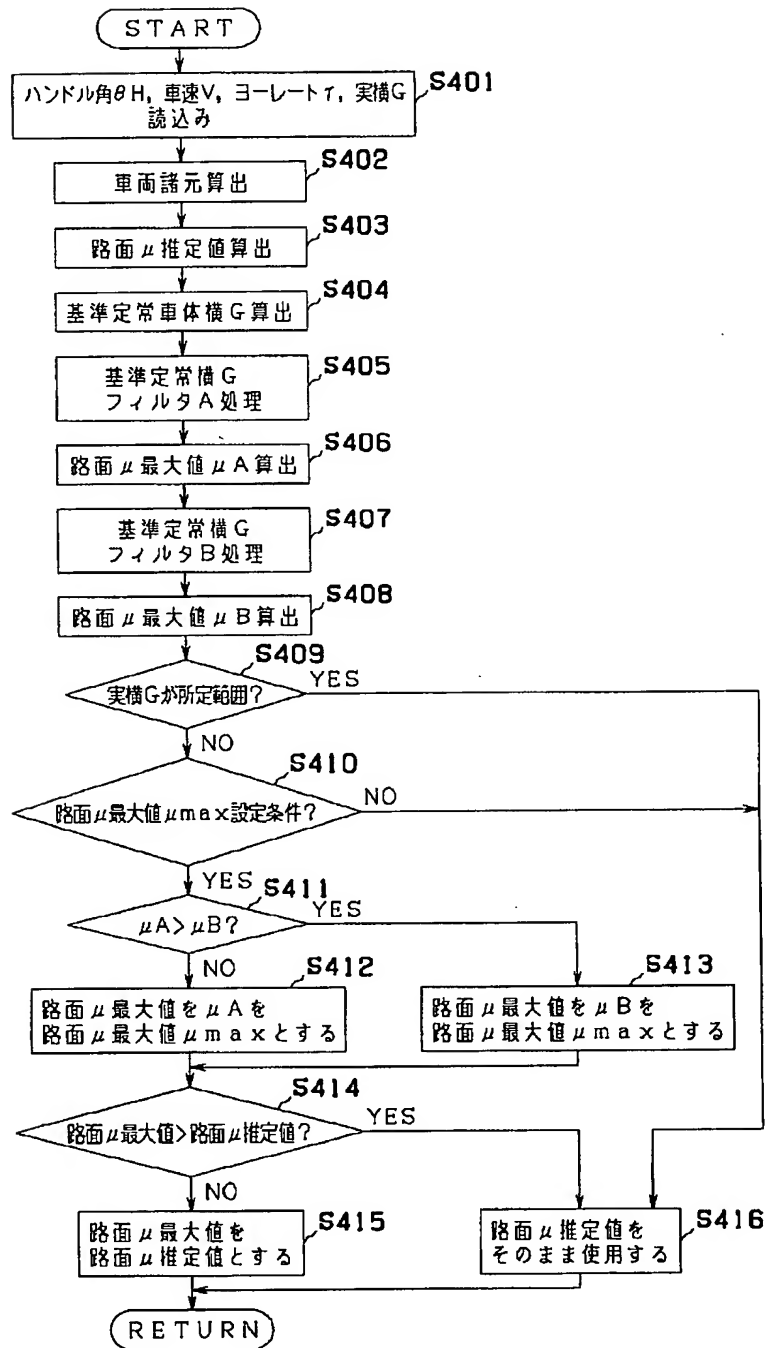 START
S401
ハンドル角θH, 車速V, ヨーレートγ, 実横G
読込み
S402
車両諸元算出
S403
路面μ推定値算出
S404
基準定常車体横G算出
S405
基準定常横G
フィルタA処理
S406
路面μ最大値μA算出
S407
基準定常横G
フィルタB処理
S408
路面μ最大値μB算出
S409
実横Gが所定範囲?
YES
NO
S410
路面μ最大値μmax設定条件?
NO
YES
S411
μA>μB?
YES
NO
S412
路面μ最大値をμAを
路面μ最大値μmaxとする
S413
路面μ最大値をμBを
路面μ最大値μmaxとする
S414
路面μ最大値>路面μ推定値?
YES
NO
S415
路面μ最大値を
路面μ推定値とする
S416
路面μ推定値を
そのまま使用する
RETURN